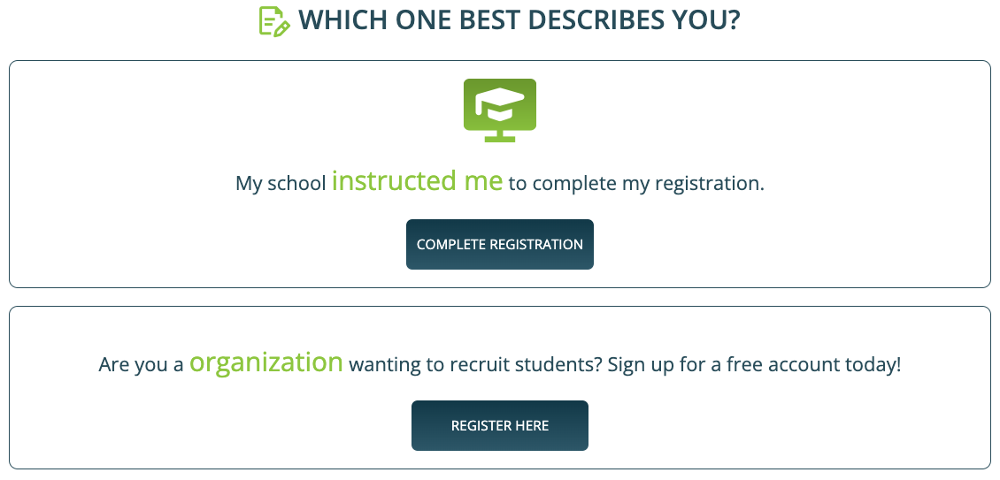 WHICH ONE BEST DESCRIBES YOU?
My school instructed me to complete my registration.
COMPLETE REGISTRATION
Are you a organization wanting to recruit students? Sign up for a free account today!
REGISTER HERE